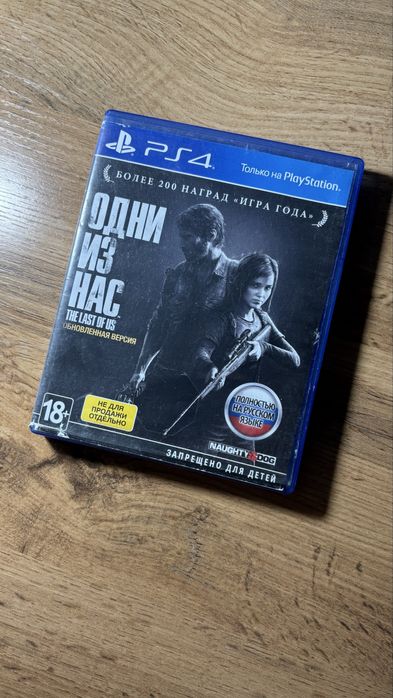 PS4
Только на PlayStation.
БОЛЕЕ 200 НАГРАД «ИГРА ГОДА»
ОДНИ
ИЗ
НАС
THE LAST OF US
ОБНОВЛЕННАЯ ВЕРСИЯ
18+
НЕ ДЛЯ
ПРОДАЖИ
ОТДЕЛЬНО
ПОЛНОСТЬЮ
НА РУССКОМ
ЯЗЫКЕ
NAUGHTY DOG
ЗАПРЕЩЕНО ДЛЯ ДЕТЕЙ